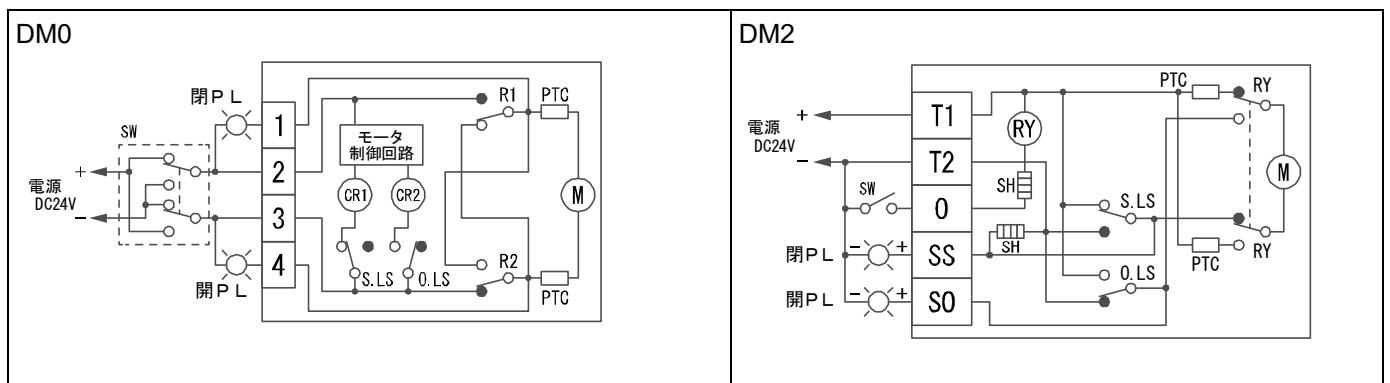 DM0
閉PL
SW
+
電源
DC24V
-
開PL
1
2
3
4
モータ
制御回路
CR1
CR2
S.LS
O.LS
R1
R2
PTC
M
PTC
DM2
+
電源
DC24V
-
SW
閉PL
- +
開PL
- +
T1
T2
O
SS
SO
RY
SH
SH
S.LS
O.LS
PTC
RY
M
PTC
RY